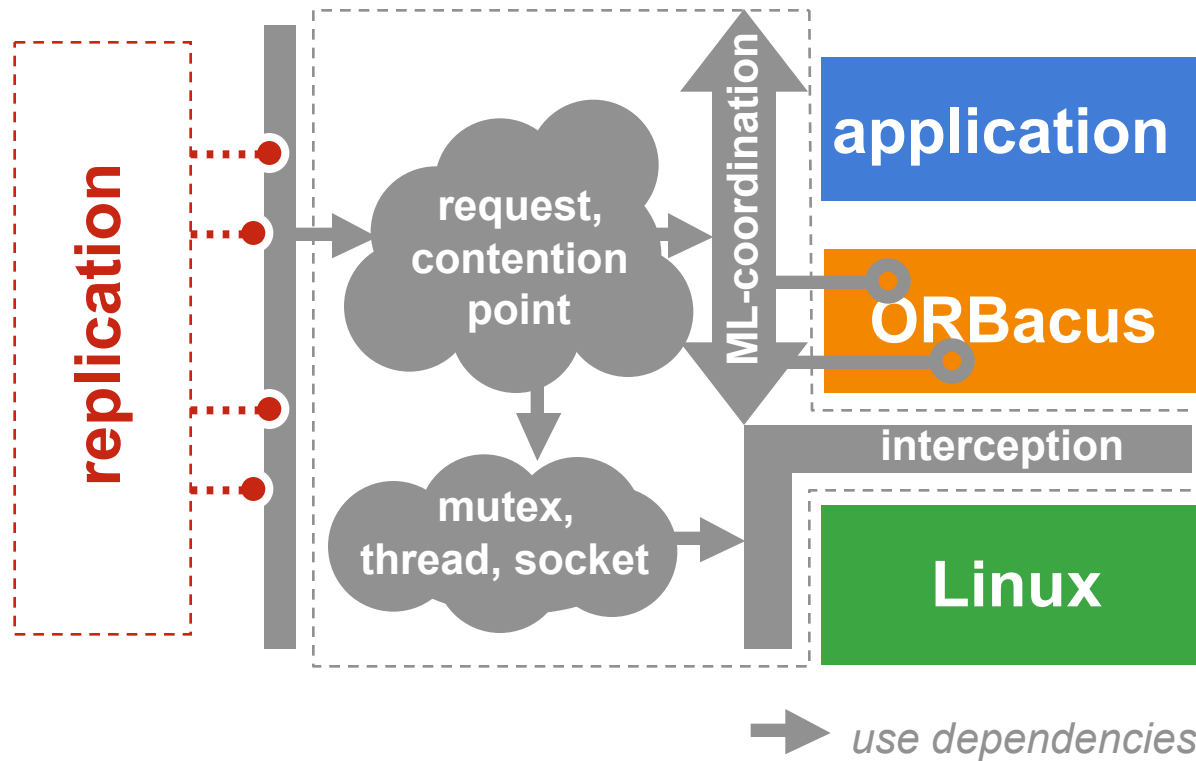 replication
request,
contention
point
mutex,
thread, socket
ML-coordination
application
ORBacus
interception
Linux
use dependencies